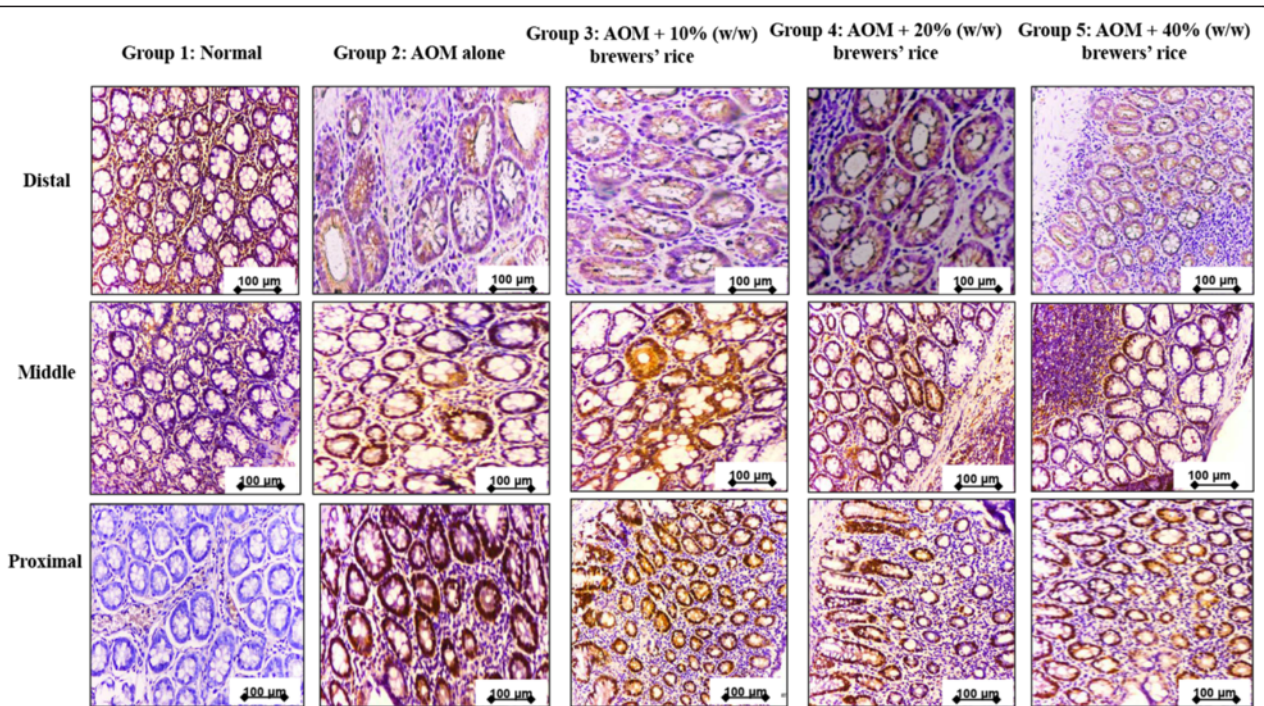 Group 1: Normal
Group 2: AOM alone
Group 3: AOM + 10% (w/w)
brewers' rice
Group 4: AOM + 20% (w/w)
brewers' rice
Group 5: AOM + 40% (w/w)
brewers' rice
Distal
100 µm
100 µm
100 µm
100 µm
100 µm
Middle
100 µm
100 µm
100 µm
100 µm
100 µm
Proximal
100 µm
100 µm
100 µm
100 µm
100 µm